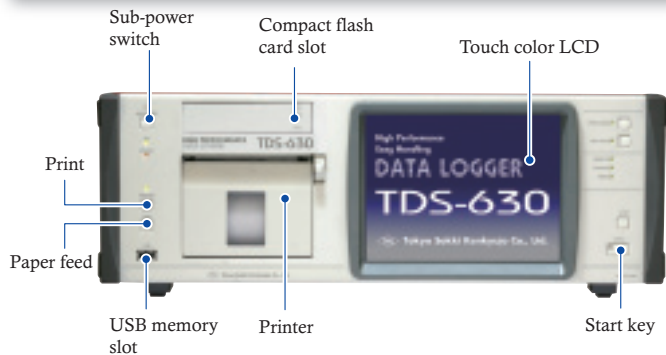 Sub-power
switch
Compact flash
card slot
Touch color LCD
TDS-630
High Performance
Easy Handling
DATA LOGGER
TDS-630
Tokyo Sokki Kenkyujo Co., Ltd.
Print
Paper feed
USB memory
slot
Printer
Start key